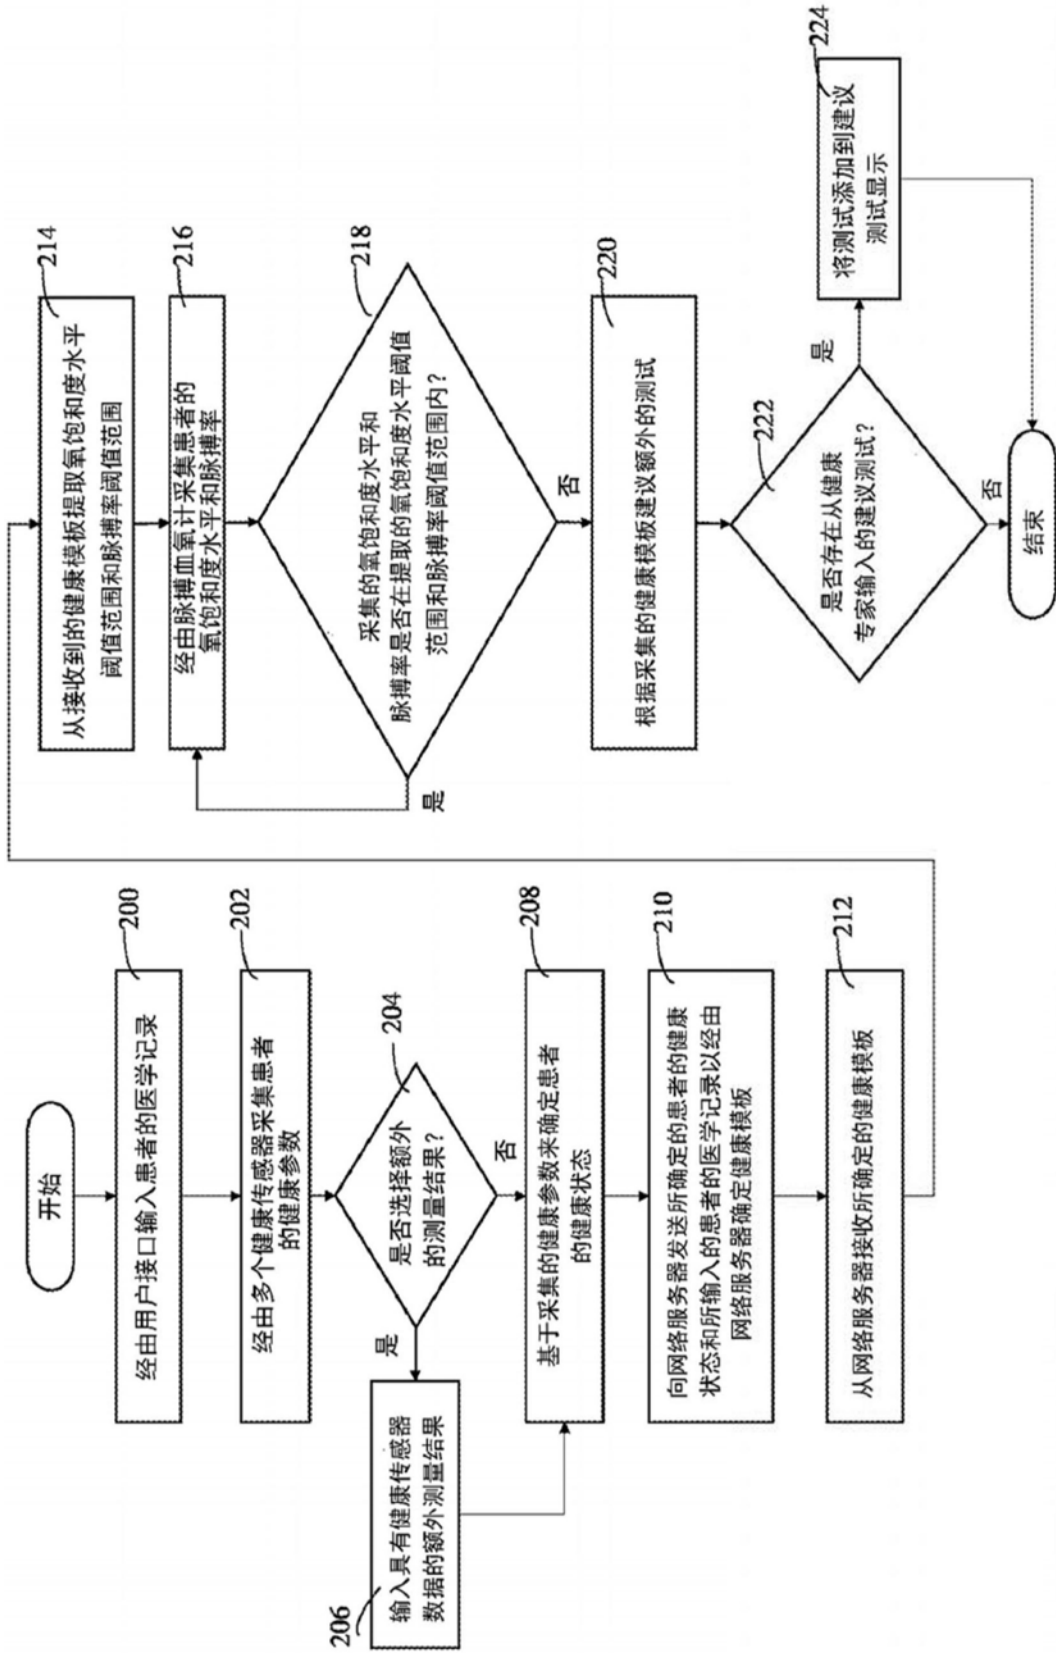 开始
200
经由用户接口输入患者的医学记录
202
经由多个健康传感器采集患者
的健康参数
204
是否选择额外
的测量结果？
是
否
206
输入具有健康传感器
数据的额外测量结果
208
基于采集的健康参数来确定患者
的健康状态
210
向网络服务器发送所确定的患者的健康
状态和所输入的患者的医学记录以经由
网络服务器确定健康模板
212
从网络服务器接收所确定的健康模板
214
从接收到的健康模板提取氧饱和度水平
阈值范围和脉搏率阈值范围
216
经由脉搏血氧计采集患者的
氧饱和度水平和脉搏率
218
采集的氧饱和度水平和
脉搏率是否在提取的氧饱和度水平阈值
范围和脉搏率阈值范围内？
是
否
220
根据采集的健康模板建议额外的测试
222
是否存在从健康
专家输入的建议测试？
是
否
224
将测试添加到建议
测试显示
结束